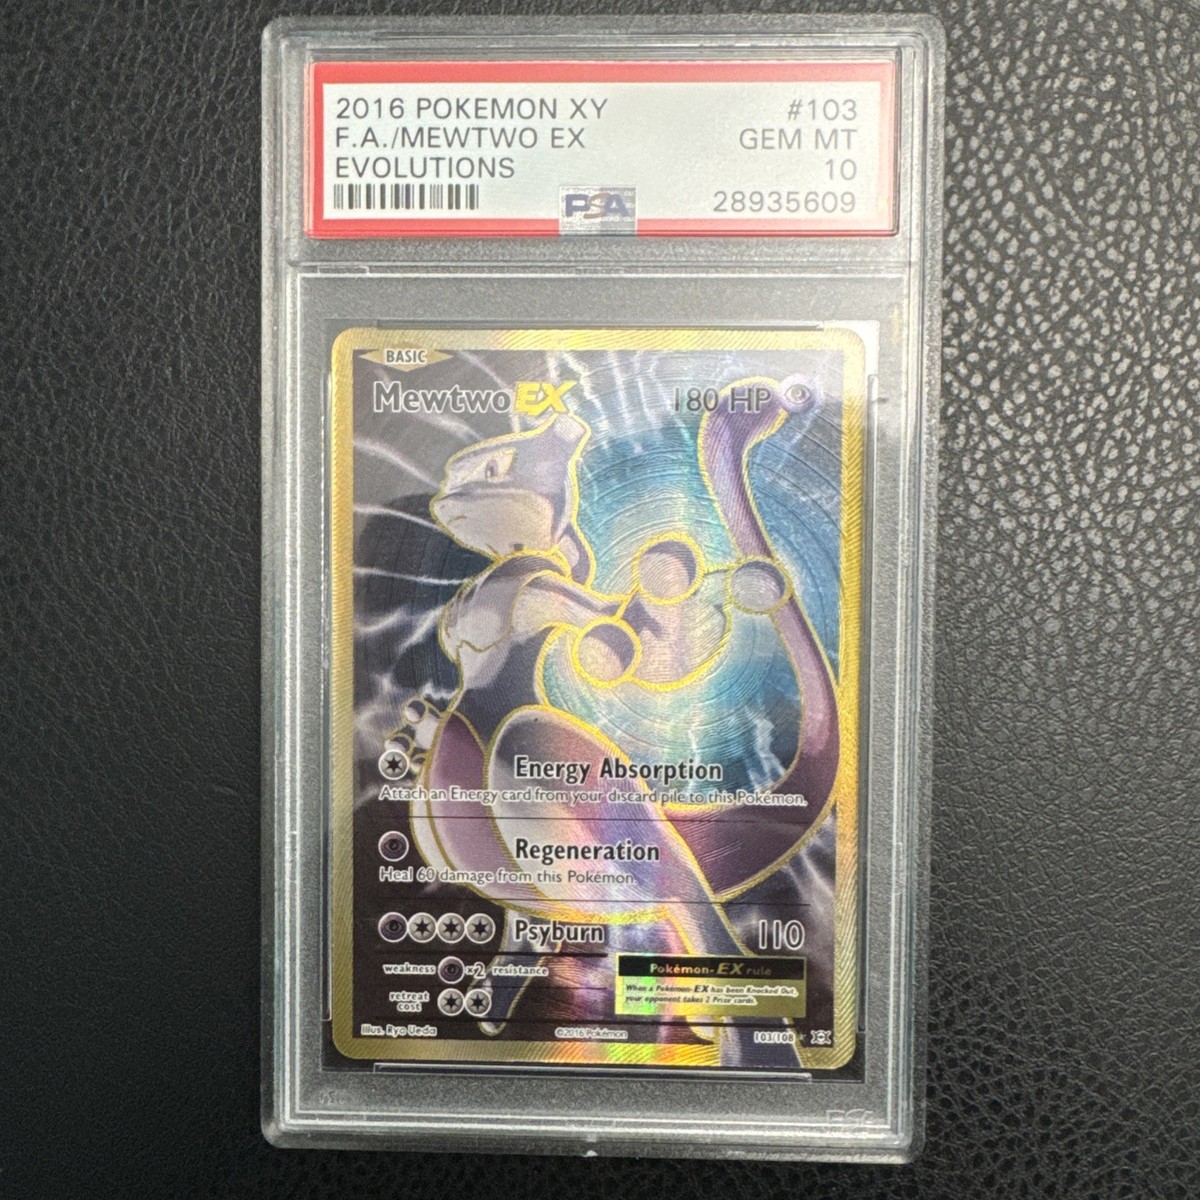 2016 POKEMON XY #103
F.A./MEWTWO EX GEM MT
EVOLUTIONS 10
PSA 28935609
BASIC
Mewtwo EX 180 HP
Energy Absorption
Attach an Energy card from your discard pile to this Pokémon.
Regeneration
Heal 60 damage from this Pokémon.
Psyburn 110
weakness ×2 resistance
Pokémon-EX rule
When a Pokémon-EX has been Knocked Out,
your opponent takes 2 Prize cards.
retreat
cost
Illus. Ryo Ueda ©2016 Pokémon 103/108 ★ XY